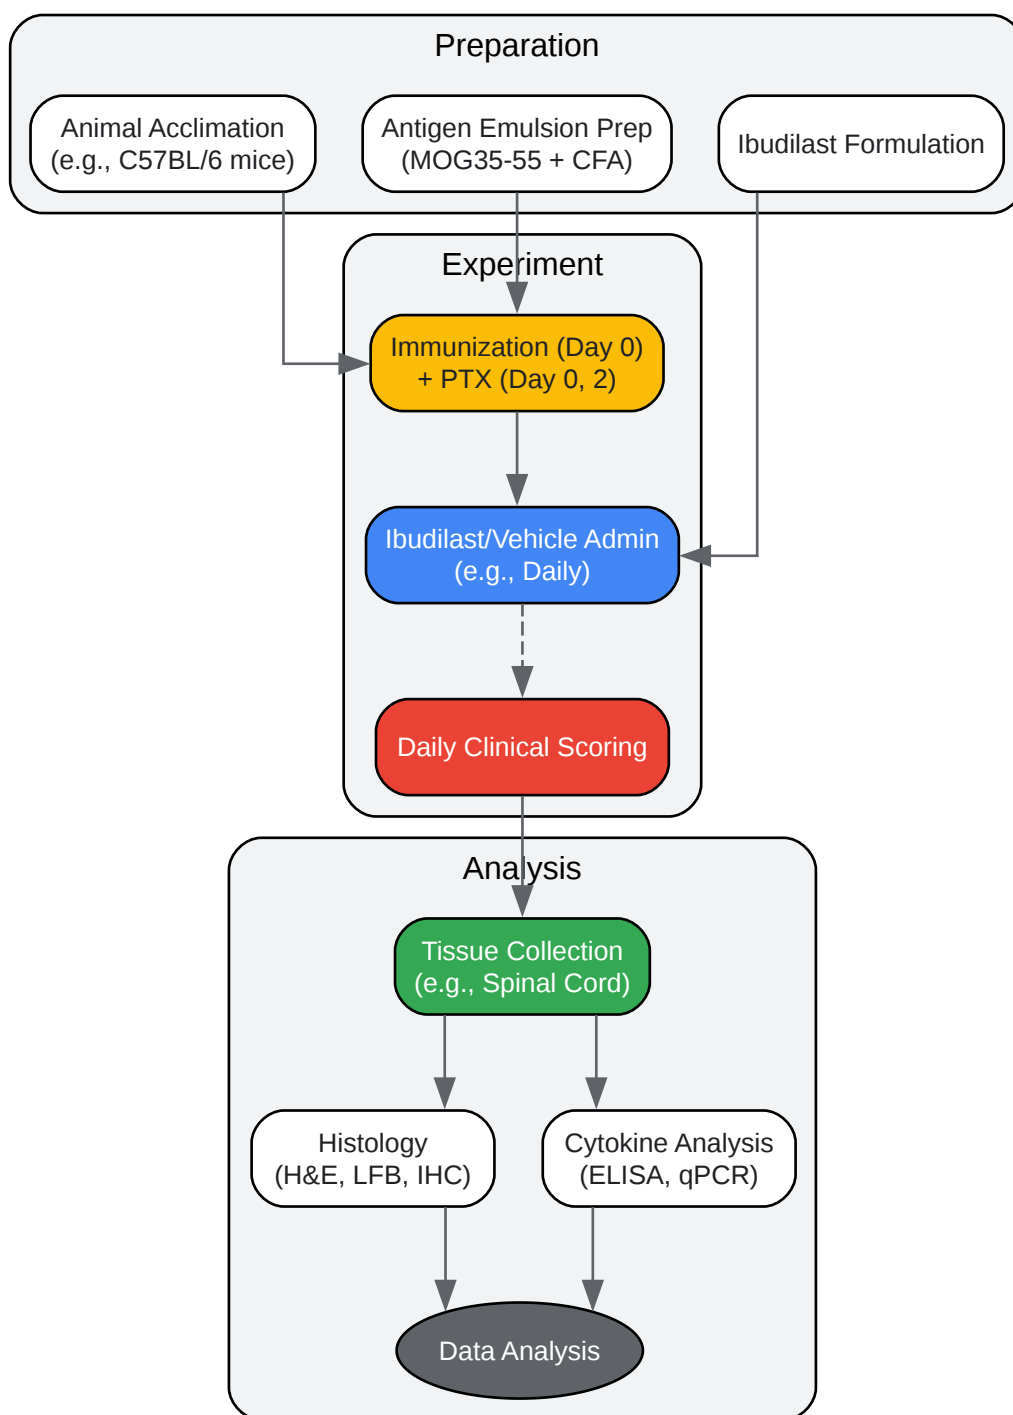 Preparation
Animal Acclimation
(e.g., C57BL/6 mice)
Antigen Emulsion Prep
(MOG35-55 + CFA)
Ibudilast Formulation
Experiment
Immunization (Day 0)
+ PTX (Day 0, 2)
Ibudilast/Vehicle Admin
(e.g., Daily)
Daily Clinical Scoring
Analysis
Tissue Collection
(e.g., Spinal Cord)
Histology
(H&E, LFB, IHC)
Cytokine Analysis
(ELISA, qPCR)
Data Analysis